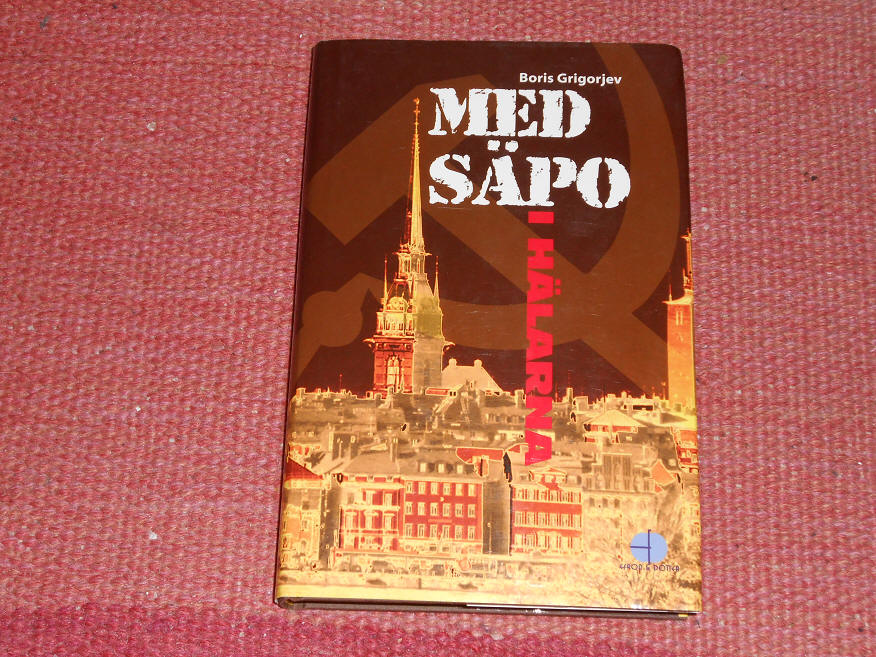 Boris Grigorjev
MED
SÄPO
I HÄLARNA